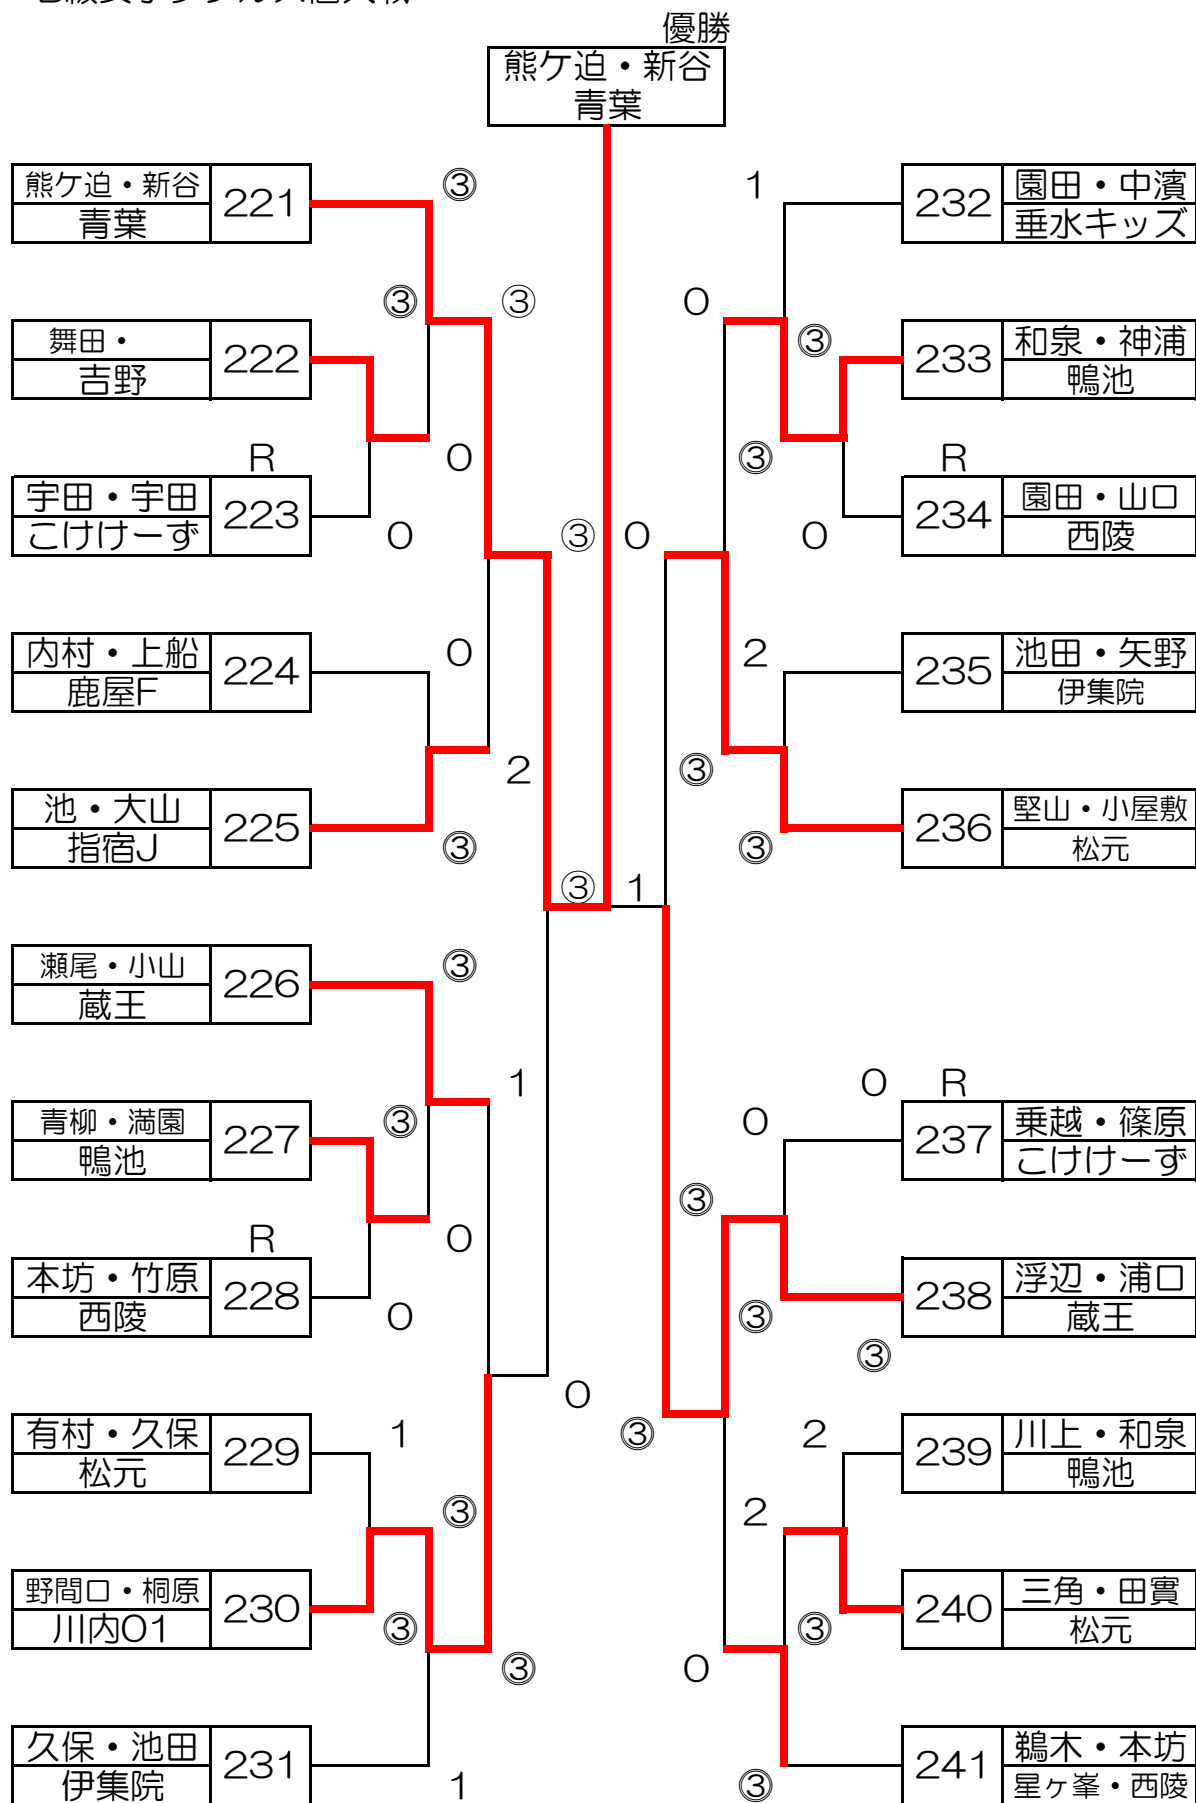 優勝
熊ケ迫・新谷
青葉
熊ケ迫・新谷
青葉
221
③
1
232
園田・中濱
垂水キッズ
③
③
0
③
舞田・
吉野
222
233
和泉・神浦
鴨池
R
0
③
R
宇田・宇田
こけけーず
223
0
③
0
0
234
園田・山口
西陵
内村・上船
鹿屋F
224
0
2
235
池田・矢野
伊集院
2
③
池・大山
指宿J
225
③
③
236
堅山・小屋敷
松元
③
1
瀬尾・小山
蔵王
226
③
1
0
R
青柳・満園
鴨池
227
③
0
237
乗越・篠原
こけけーず
③
R
0
本坊・竹原
西陵
228
0
③
238
浮辺・浦口
蔵王
③
0
有村・久保
松元
229
1
③
2
239
川上・和泉
鴨池
③
2
野間口・桐原
川内01
230
③
③
240
三角・田實
松元
③
0
久保・池田
伊集院
231
1
③
241
鵜木・本坊
星ヶ峯・西陵